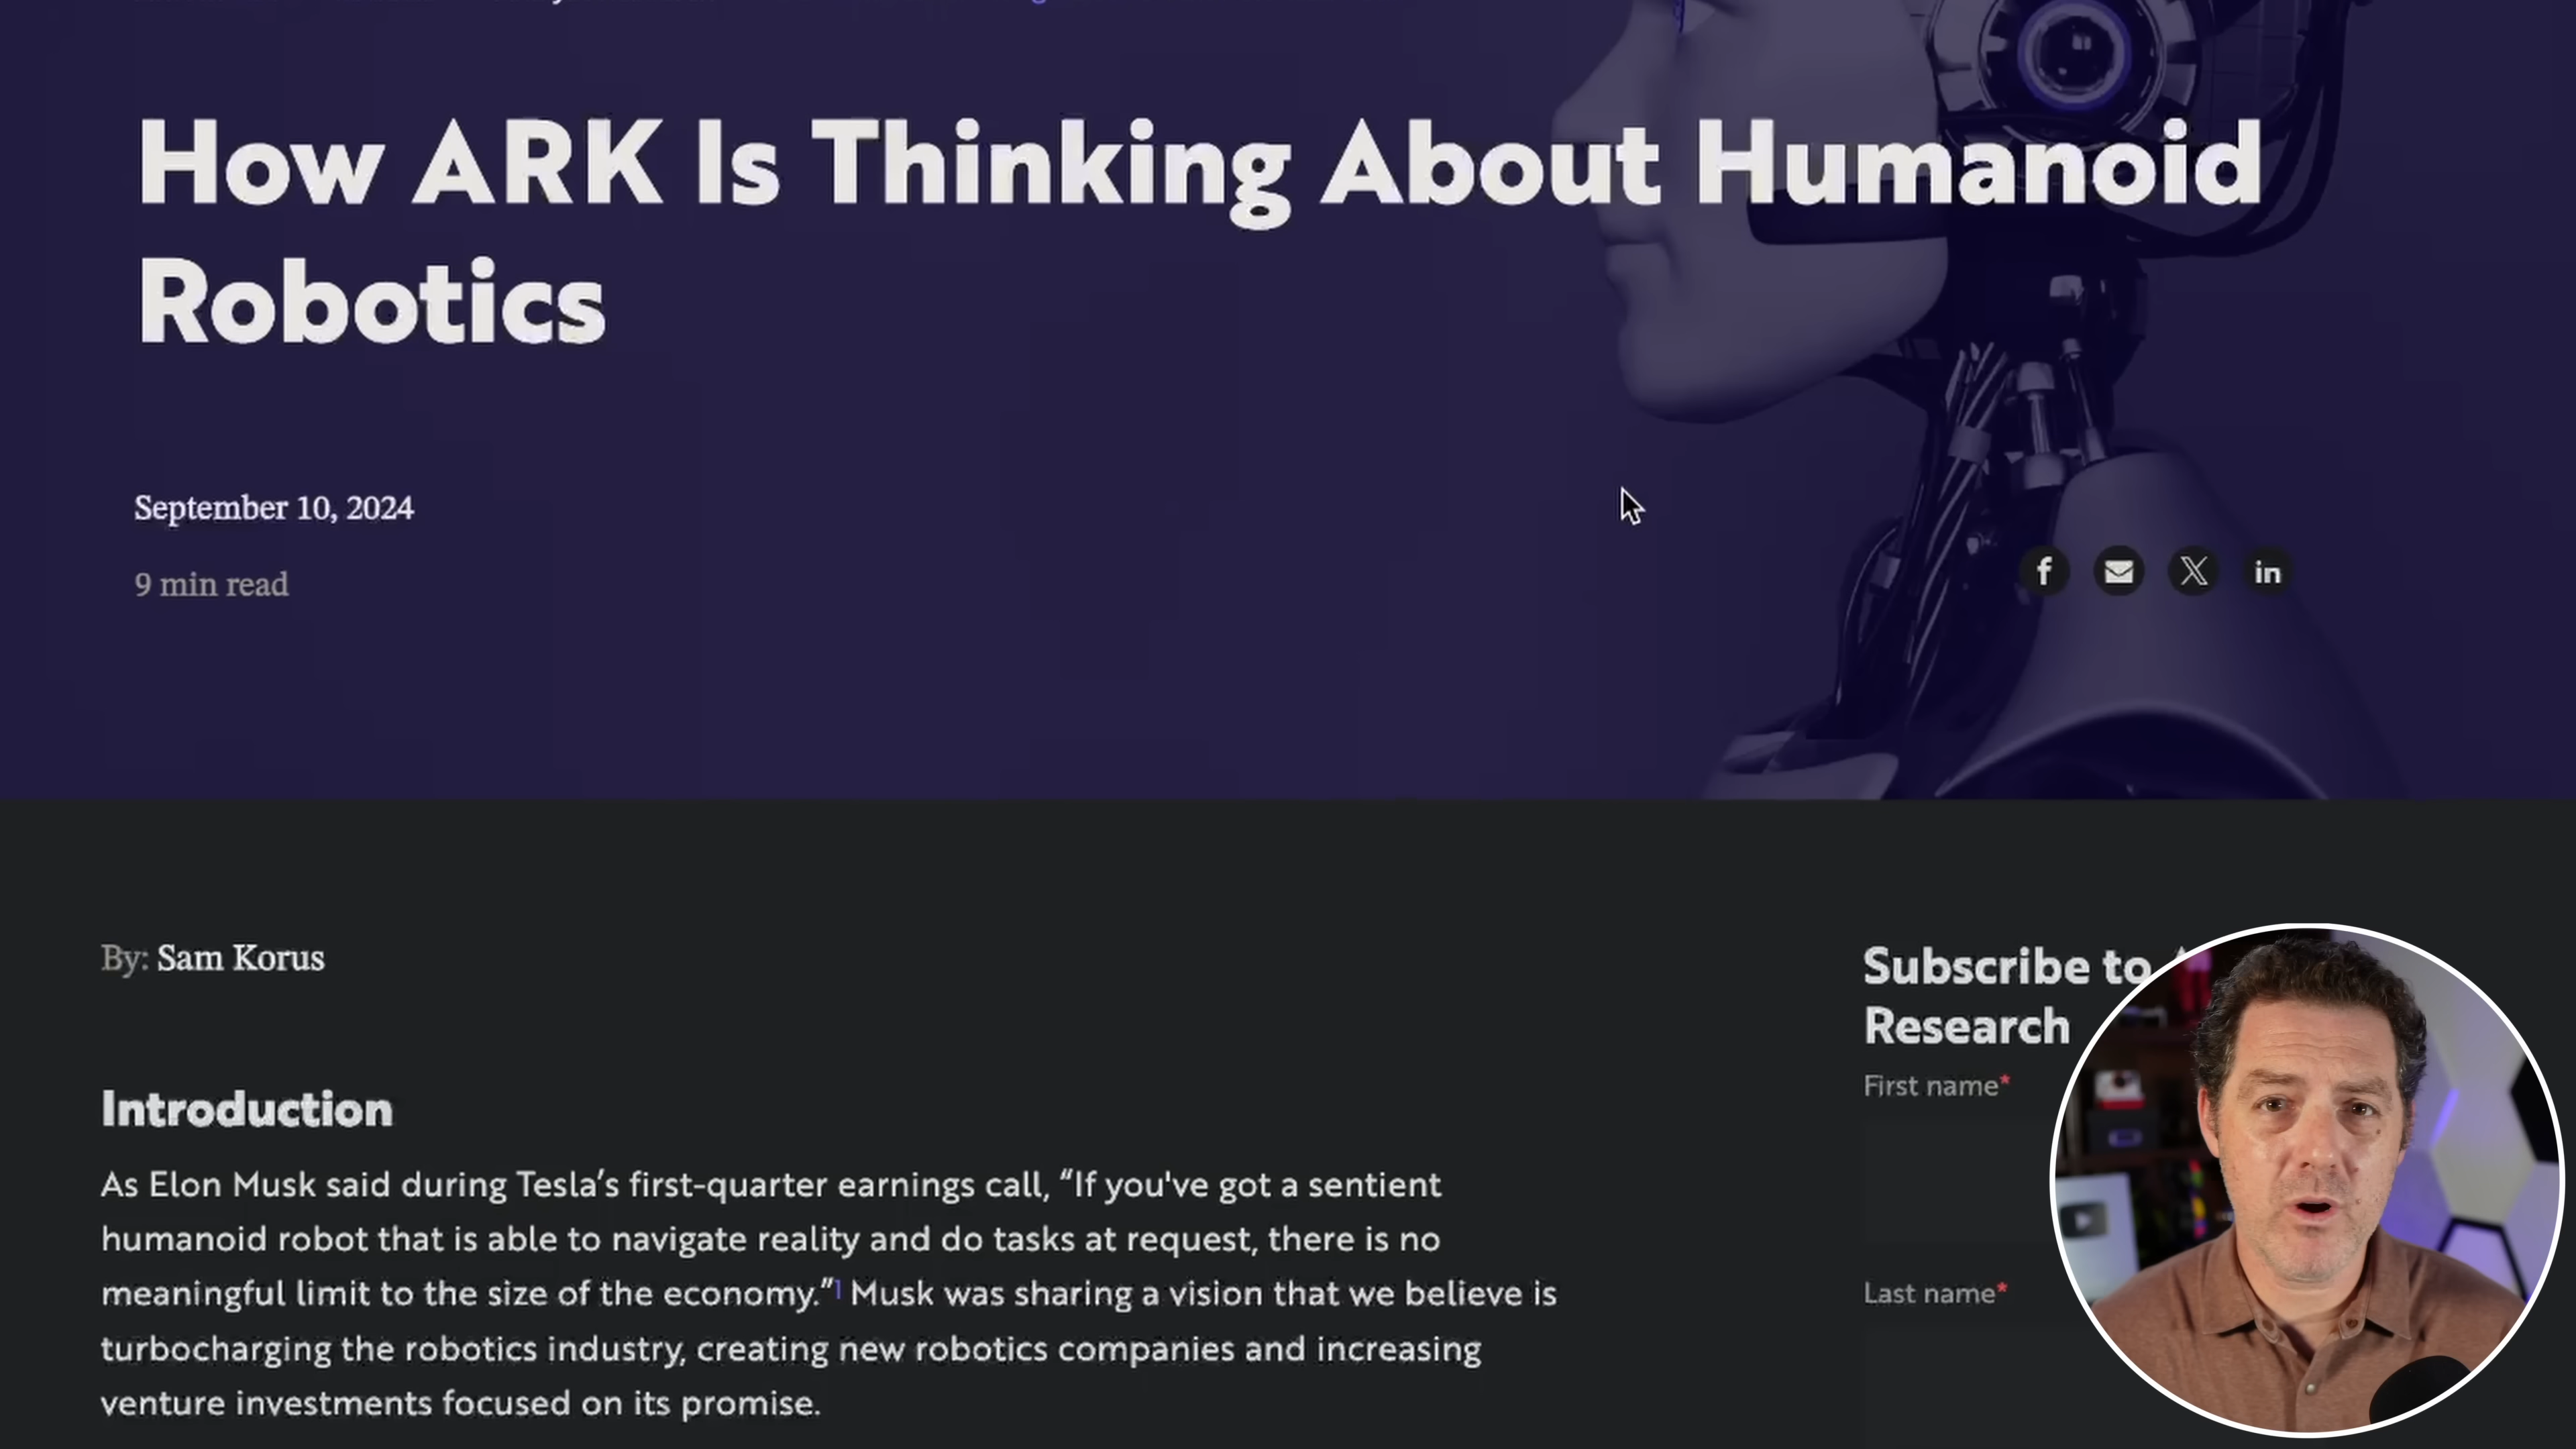 How ARK Is Thinking About Humanoid
Robotics
September 10, 2024
9 min read
By: Sam Korus
Introduction
As Elon Musk said during Tesla’s first-quarter earnings call, “If you've got a sentient
humanoid robot that is able to navigate reality and do tasks at request, there is no
meaningful limit to the size of the economy.”1 Musk was sharing a vision that we believe is
turbocharging the robotics industry, creating new robotics companies and increasing
venture investments focused on its promise.
Subscribe to
Research
First name*
Last name*